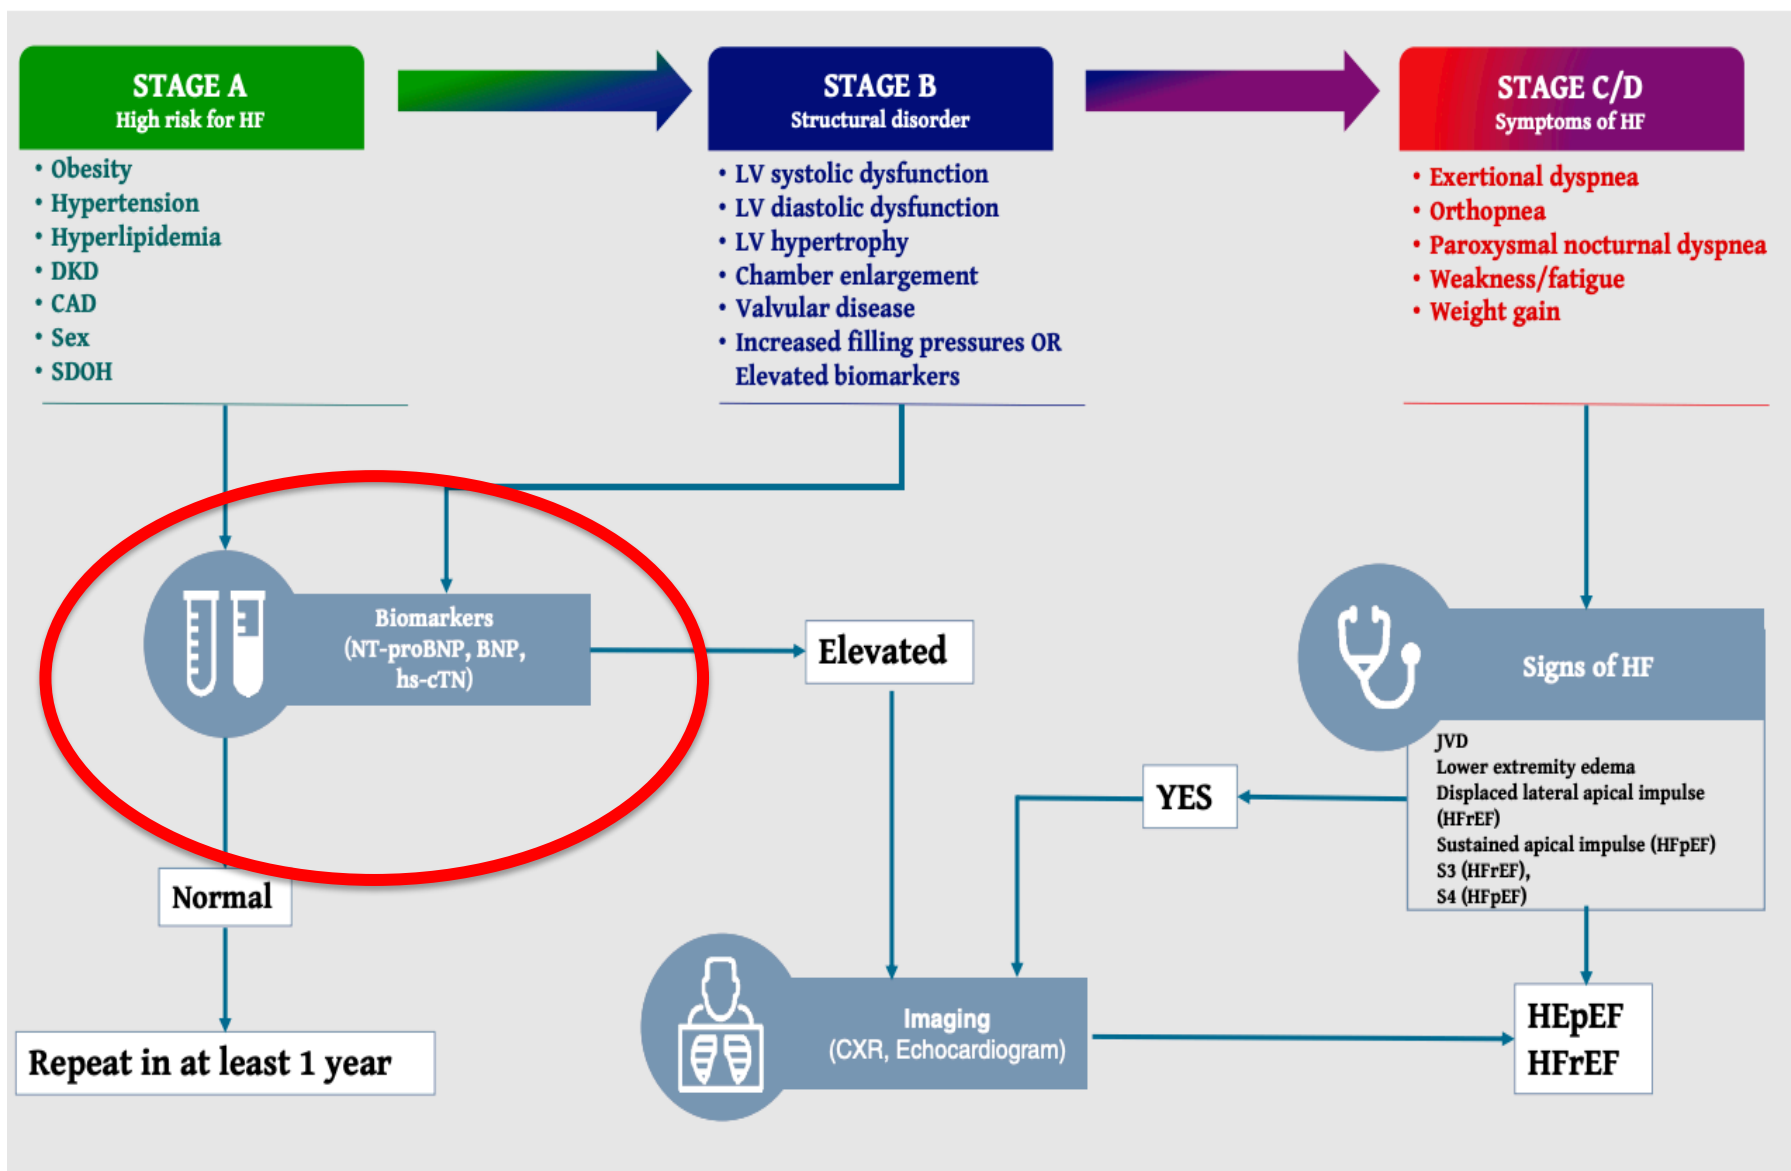 STAGE A
High risk for HF
• Obesity
• Hypertension
• Hyperlipidemia
• DKD
• CAD
• Sex
• SDOH
STAGE B
Structural disorder
• LV systolic dysfunction
• LV diastolic dysfunction
• LV hypertrophy
• Chamber enlargement
• Valvular disease
• Increased filling pressures OR
Elevated biomarkers
STAGE C/D
Symptoms of HF
• Exertional dyspnea
• Orthopnea
• Paroxysmal nocturnal dyspnea
• Weakness/fatigue
• Weight gain
Biomarkers
(NT-proBNP, BNP,
hs-cTN)
Elevated
Signs of HF
JVD
Lower extremity edema
Displaced lateral apical impulse
(HFrEF)
Sustained apical impulse (HFpEF)
S3 (HFrEF),
S4 (HFpEF)
YES
Normal
Repeat in at least 1 year
Imaging
(CXR, Echocardiogram)
HEpEF
HFrEF